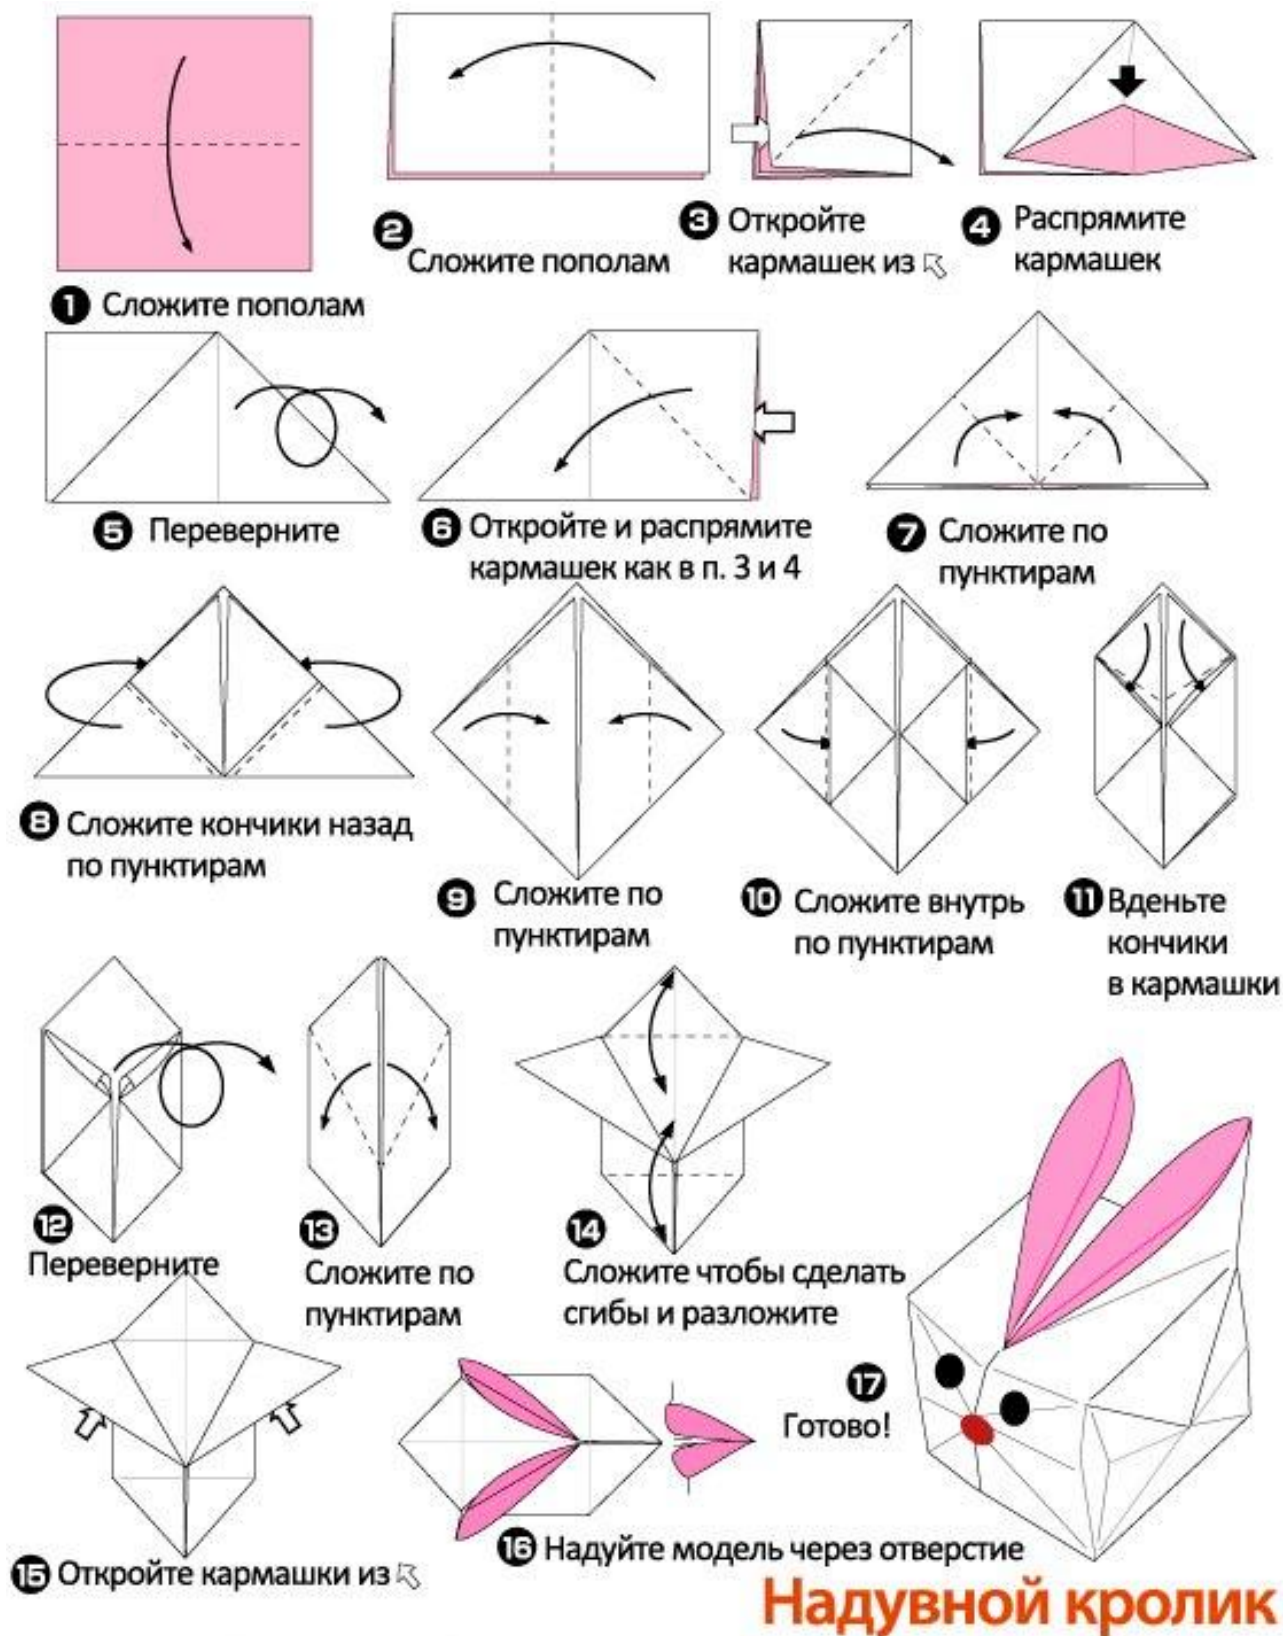 1 Сложите пополам
2 Сложите пополам
3 Откройте
кармашек из
4 Распрямите
кармашек
5 Переверните
6 Откройте и распрямите
кармашек как в п. 3 и 4
7 Сложите по
пунктирам
8 Сложите кончики назад
по пунктирам
9 Сложите по
пунктирам
10 Сложите внутрь
по пунктирам
11 Вденьте
кончики
в кармашки
12
Переверните
13
Сложите по
пунктирам
14
Сложите чтобы сделать
сгибы и разложите
15 Откройте кармашки из
16 Надуйте модель через отверстие
17
Готово!
Надувной кролик